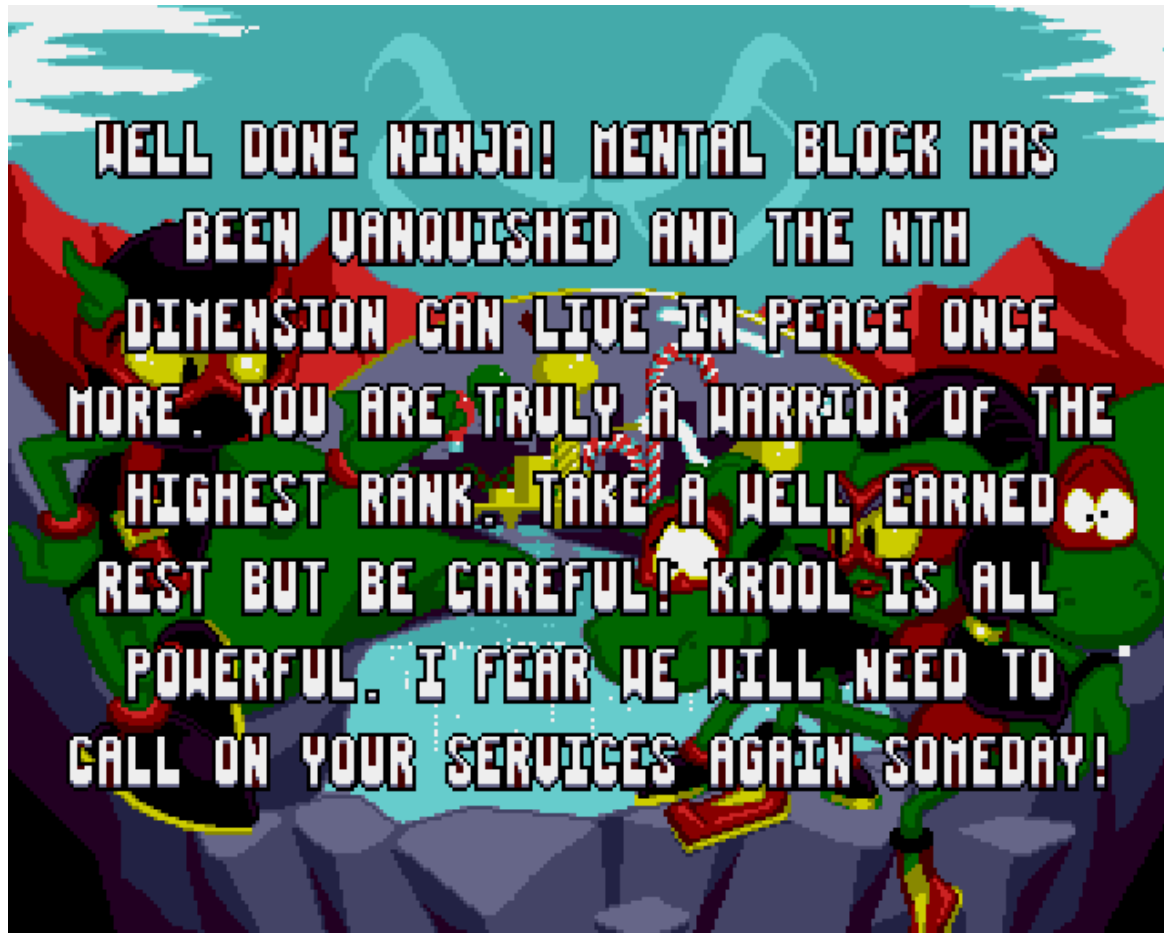 WELL DONE NINJA! MENTAL BLOCK HAS
BEEN VANQUISHED AND THE NTH
DIMENSION CAN LIVE IN PEACE ONCE
MORE. YOU ARE TRULY A WARRIOR OF THE
HIGHEST RANK. TAKE A WELL EARNED
REST BUT BE CAREFUL! KROOL IS ALL
POWERFUL. I FEAR WE WILL NEED TO
CALL ON YOUR SERVICES AGAIN SOMEDAY!